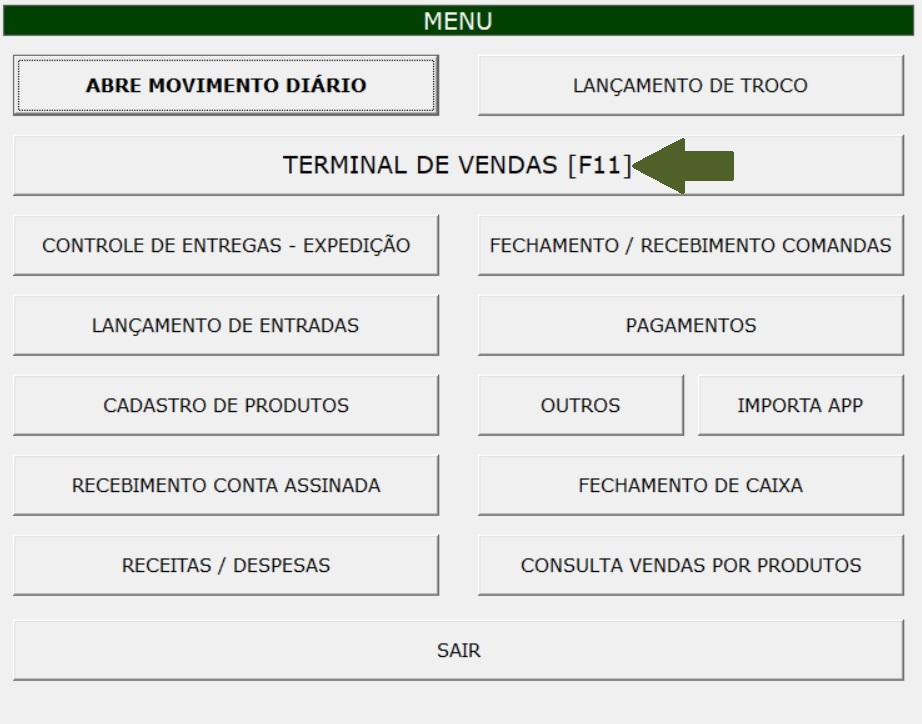 MENU
ABRE MOVIMENTO DIÁRIO
LANÇAMENTO DE TROCO
TERMINAL DE VENDAS [F11]
CONTROLE DE ENTREGAS - EXPEDIÇÃO
FECHAMENTO / RECEBIMENTO COMANDAS
LANÇAMENTO DE ENTRADAS
PAGAMENTOS
CADASTRO DE PRODUTOS
OUTROS
IMPORTA APP
RECEBIMENTO CONTA ASSINADA
FECHAMENTO DE CAIXA
RECEITAS / DESPESAS
CONSULTA VENDAS POR PRODUTOS
SAIR